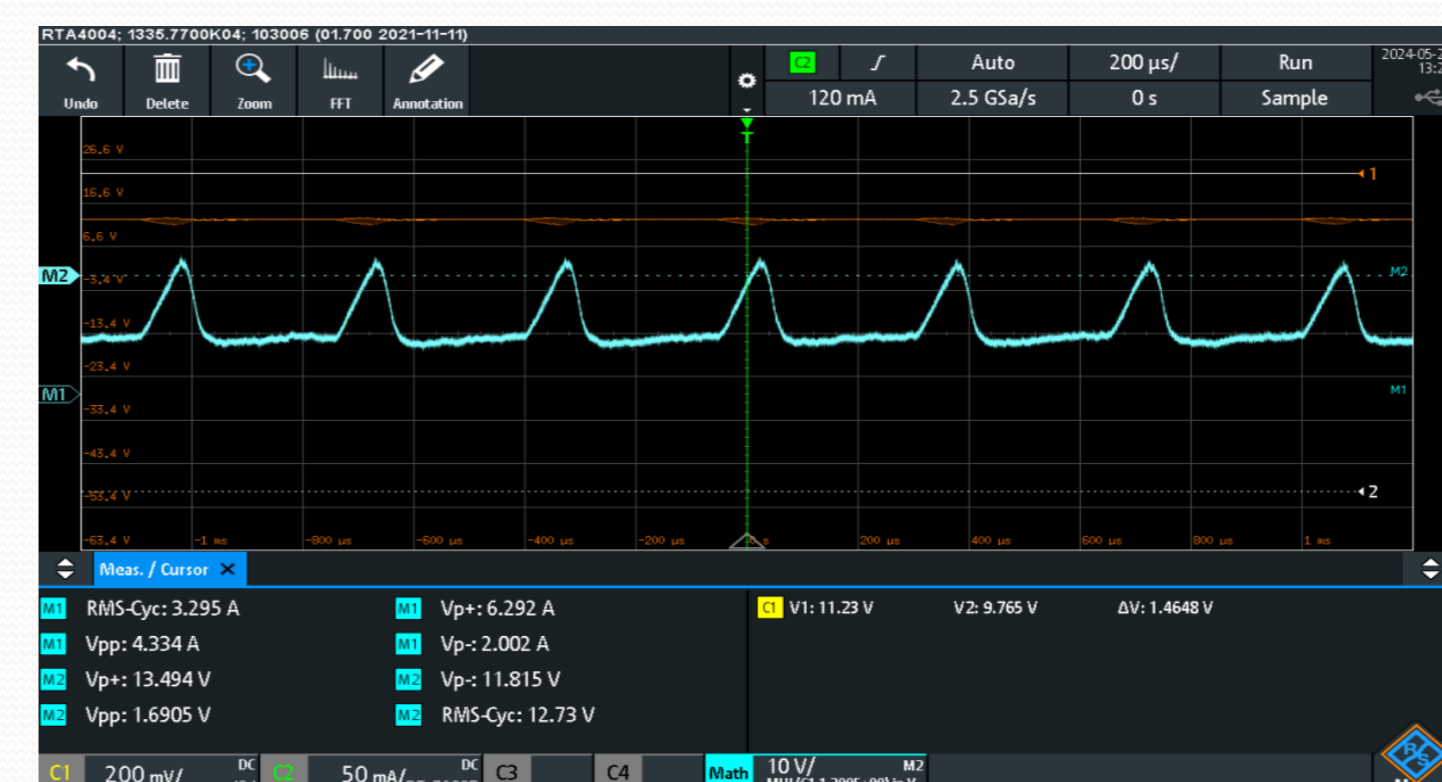 RTA4004; 1335.7700K04; 103006 (01.700 2021-11-11)
Undo Delete Zoom FFT Annotation
C2 Auto 200 µs/ Run
120 mA 2.5 GSa/s 0 s Sample
2024-05-2
13:2
T
26.6 V
1
16.6 V
6.6 V
M2 -3.4 V M2
-13.4 V
-23.4 V
M1 M1
-33.4 V
-43.4 V
-53.4 V 2
-63.4 V -1 ms -800 µs -600 µs -400 µs -200 µs 0 s 200 µs 400 µs 600 µs 800 µs 1 ms
Meas. / Cursor
M1 RMS-Cyc: 3.295 A M1 Vp+: 6.292 A C1 V1: 11.23 V V2: 9.765 V ΔV: 1.4648 V
M1 Vpp: 4.334 A M1 Vp-: 2.002 A
M2 Vp+: 13.494 V M2 Vp-: 11.815 V
M2 Vpp: 1.6905 V M2 RMS-Cyc: 12.73 V
C1 200 mV/ DC C2 50 mA/ DC C3 C4 Math 10 V/ M2